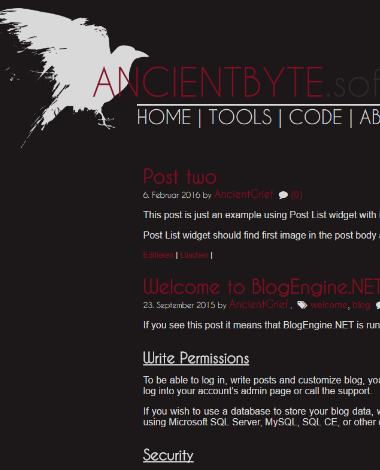 ANCIENTBYTE.sof
HOME | TOOLS | CODE | AB
Post two
6. Februar 2016 by AncientGrief (0)
This post is just an example using Post List widget with i
Post List widget should find first image in the post body a
Editieren | Löschen |
Welcome to BlogEngine.NET
23. September 2015 by AncientGrief, welcome, blog
If you see this post it means that BlogEngine.NET is run
Write Permissions
To be able to log in, write posts and customize blog, you
log into your account's admin page or call the support.
If you wish to use a database to store your blog data, w
using Microsoft SQL Server, MySQL, SQL CE, or other
Security